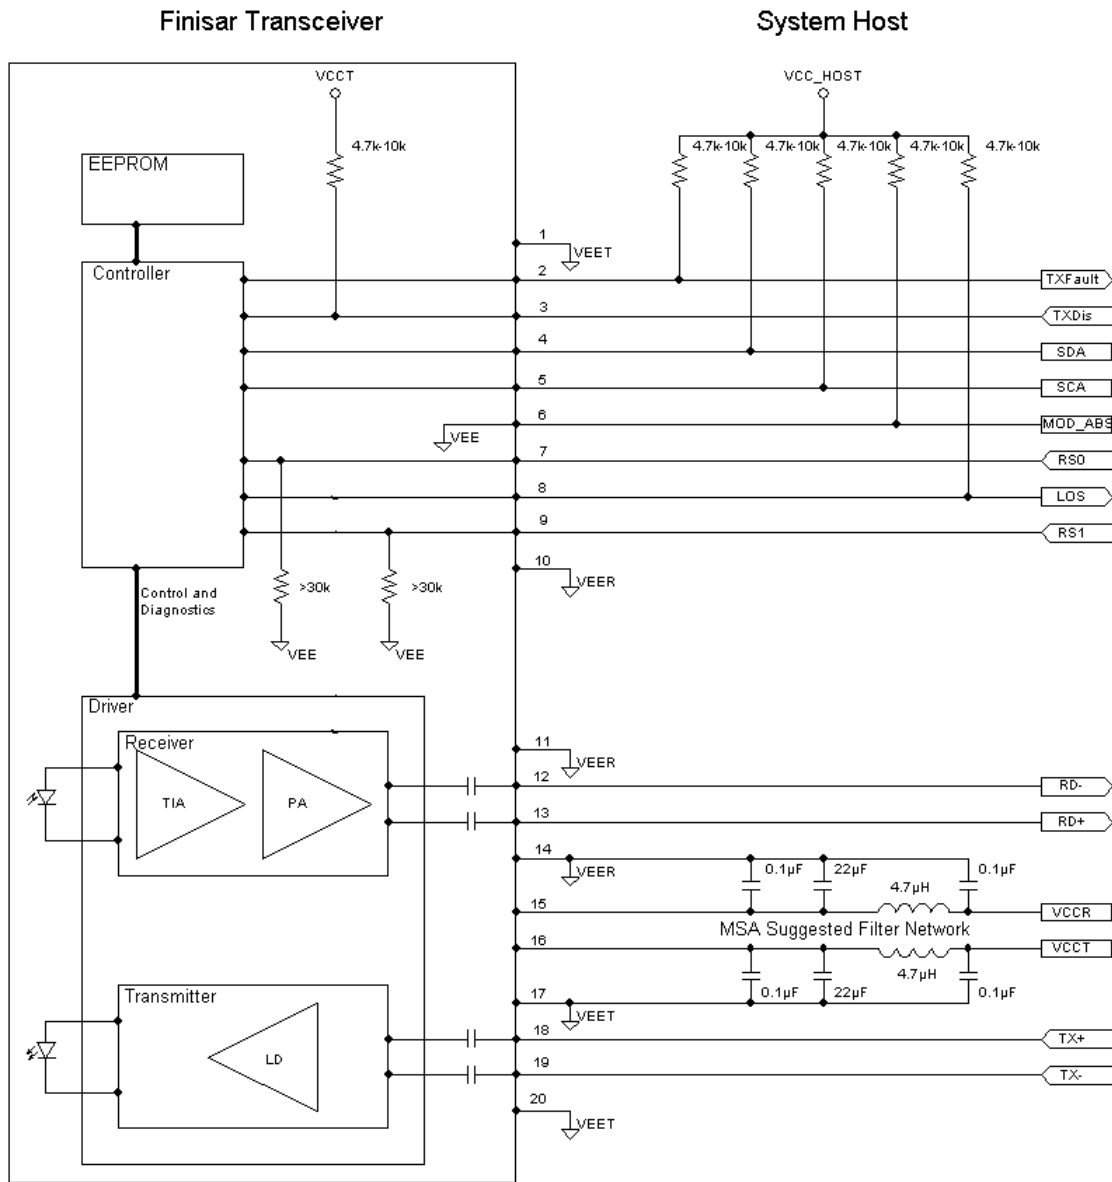 Finisar Transceiver
System Host
VCCT
VCC_HOST
4.7k-10k
4.7k-10k 4.7k-10k 4.7k-10k 4.7k-10k 4.7k-10k
EEPROM
Controller
1
VEET
2
TXFault
3
TXDis
4
SDA
5
SCA
6
VEE
MOD_ABS
7
RS0
8
LOS
9
RS1
10
VEER
>30k
>30k
VEE
VEE
Control and
Diagnostics
Driver
Receiver
TIA
PA
11
VEER
12
RD-
13
RD+
14
VEER
0.1µF
22µF
4.7µH
0.1µF
15
VCCR
MSA Suggested Filter Network
16
VCCT
4.7µH
0.1µF
22µF
0.1µF
17
VEET
Transmitter
LD
18
TX+
19
TX-
20
VEET